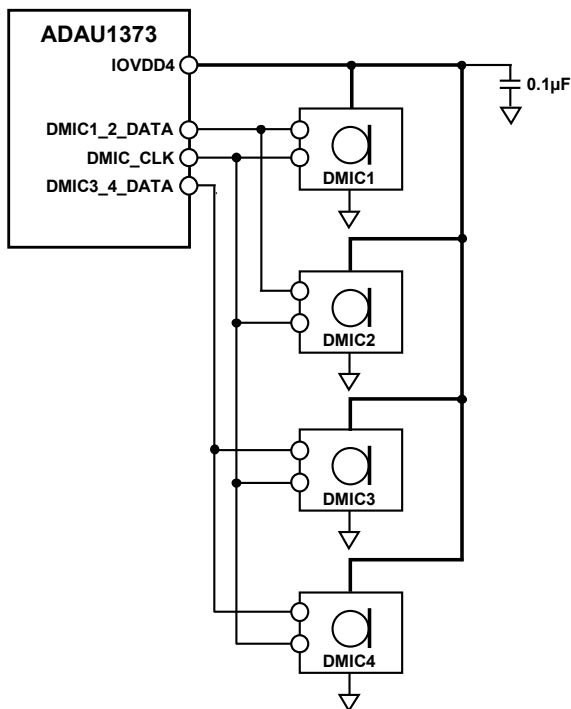 ADAU1373
IOVDD4
0.1µF
DMIC1_2_DATA
DMIC_CLK
DMIC3_4_DATA
DMIC1
DMIC2
DMIC3
DMIC4